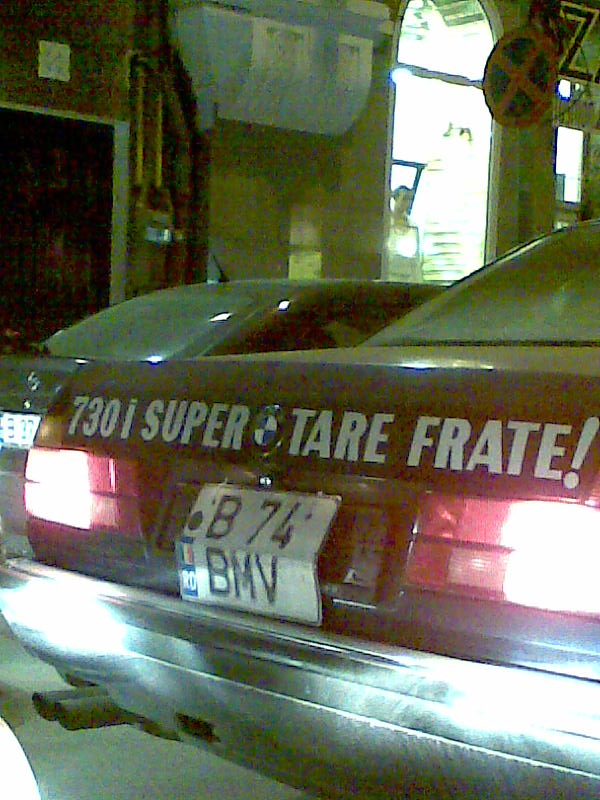 730i SUPER TARE FRATE!
B 74
BMV
RO